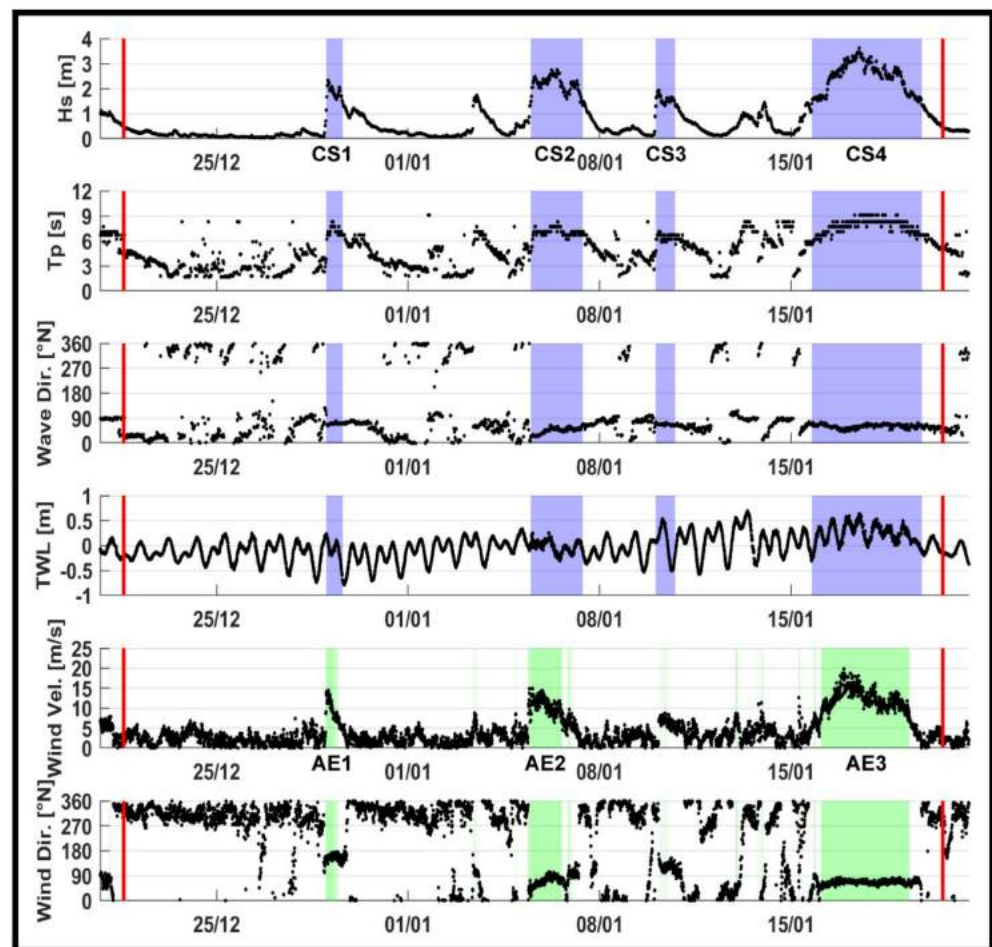 4
3
2
1
0
Hs [m]
25/12 CS1 01/01 CS2 08/01 CS3 15/01 CS4
12
9
6
3
0
Tp [s]
25/12 01/01 08/01 15/01
360
270
180
90
0
Wave Dir. [°N]
25/12 01/01 08/01 15/01
1
0.5
0
-0.5
-1
TWL [m]
25/12 01/01 08/01 15/01
25
20
15
10
5
0
Wind Vel. [m/s]
25/12 AE1 01/01 AE2 08/01 15/01 AE3
360
270
180
90
0
Wind Dir. [°N]
25/12 01/01 08/01 15/01